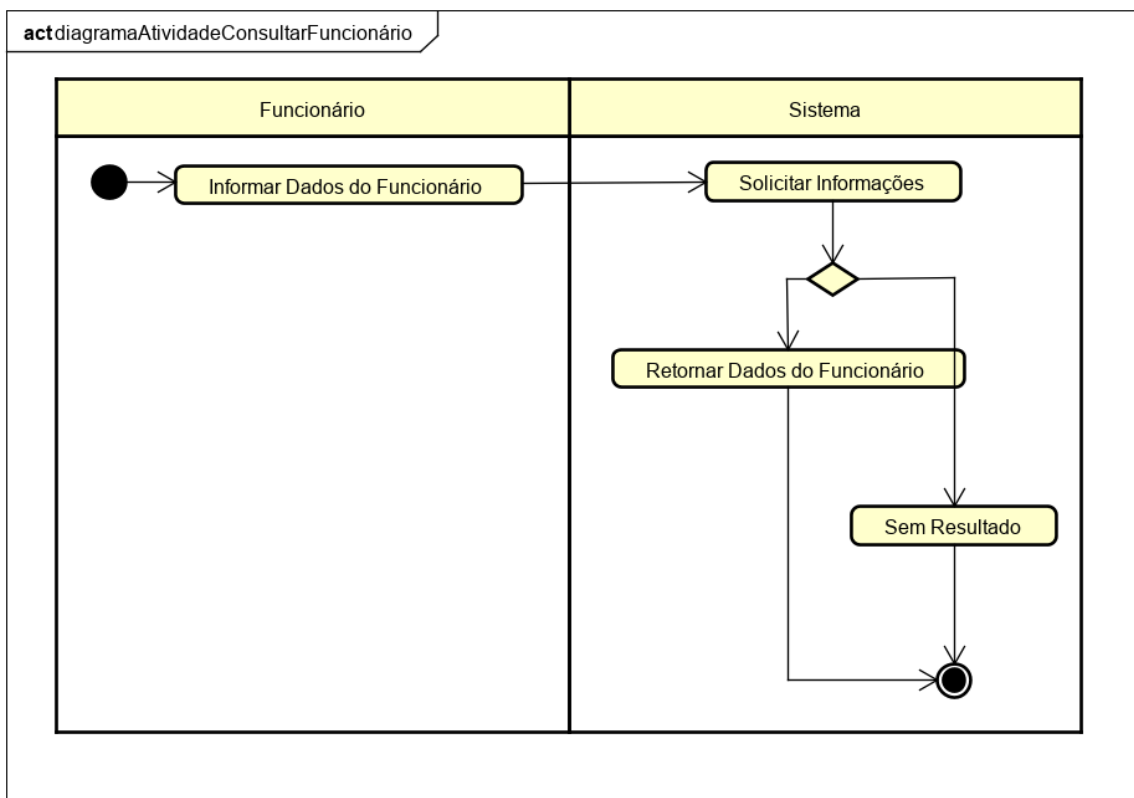 act diagramaAtividadeConsultarFuncionário
Funcionário
Sistema
Informar Dados do Funcionário
Solicitar Informações
Retornar Dados do Funcionário
Sem Resultado